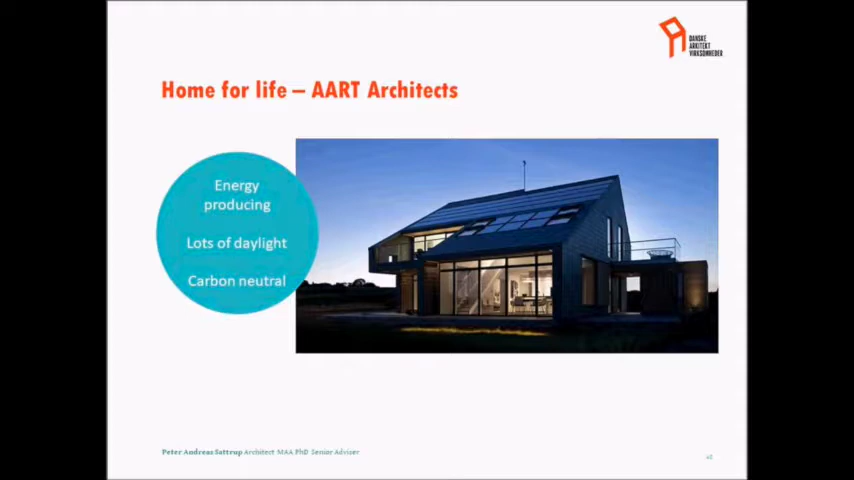 DANSKE
ARKITEKT
VIRKSOMHEDER
Home for life – AART Architects
Energy
producing
Lots of daylight
Carbon neutral
Peter Andreas Sattrup Architect MAA PhD Senior Adviser